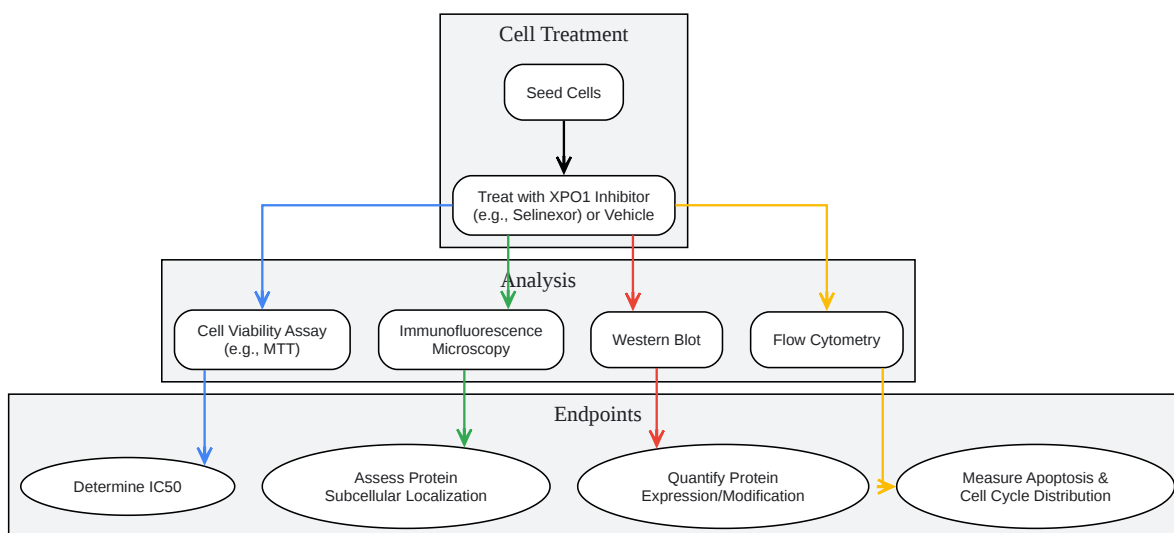 Cell Treatment
Seed Cells
Treat with XPO1 Inhibitor
(e.g., Selinexor) or Vehicle
Analysis
Cell Viability Assay
(e.g., MTT)
Immunofluorescence
Microscopy
Western Blot
Flow Cytometry
Endpoints
Determine IC50
Assess Protein
Subcellular Localization
Quantify Protein
Expression/Modification
Measure Apoptosis &
Cell Cycle Distribution